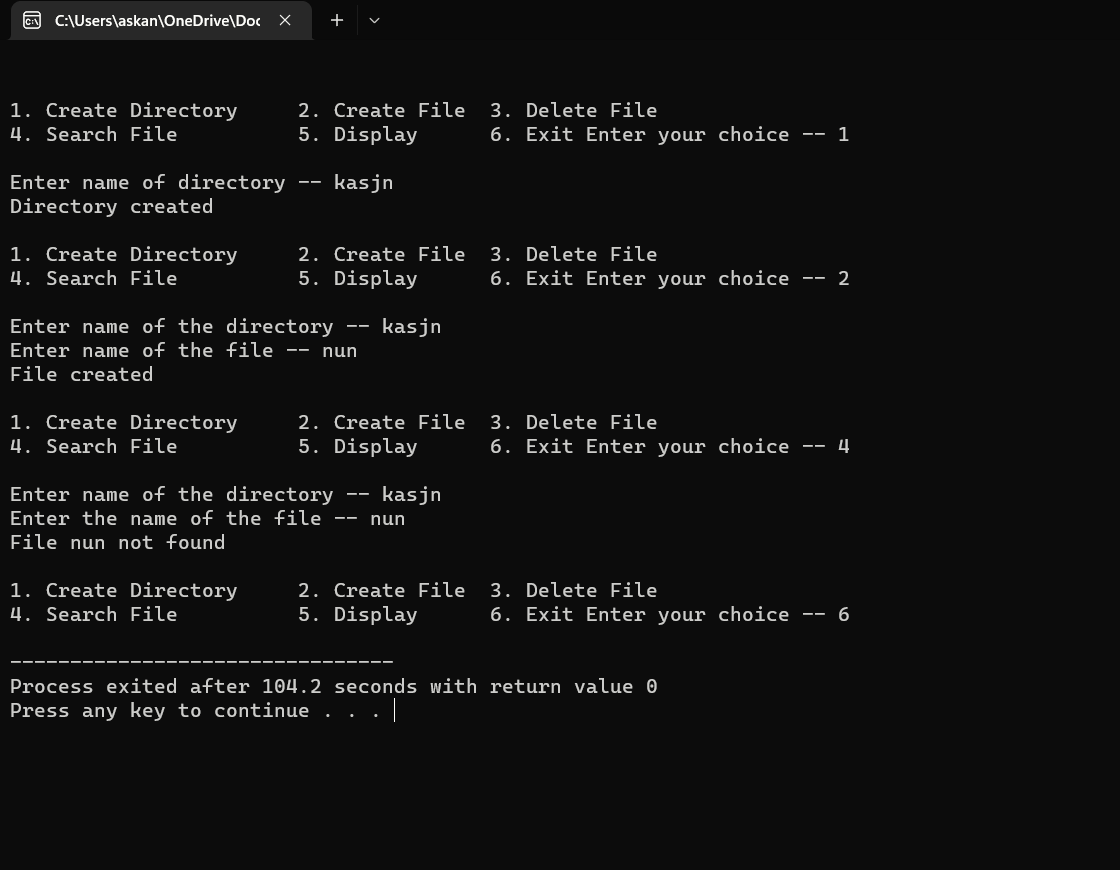 C:\Users\askan\OneDrive\Doc
1. Create Directory     2. Create File  3. Delete File
4. Search File          5. Display      6. Exit Enter your choice -- 1
Enter name of directory -- kasjn
Directory created
1. Create Directory     2. Create File  3. Delete File
4. Search File          5. Display      6. Exit Enter your choice -- 2
Enter name of the directory -- kasjn
Enter name of the file -- nun
File created
1. Create Directory     2. Create File  3. Delete File
4. Search File          5. Display      6. Exit Enter your choice -- 4
Enter name of the directory -- kasjn
Enter the name of the file -- nun
File nun not found
1. Create Directory     2. Create File  3. Delete File
4. Search File          5. Display      6. Exit Enter your choice -- 6
--------------------------------
Process exited after 104.2 seconds with return value 0
Press any key to continue . . .